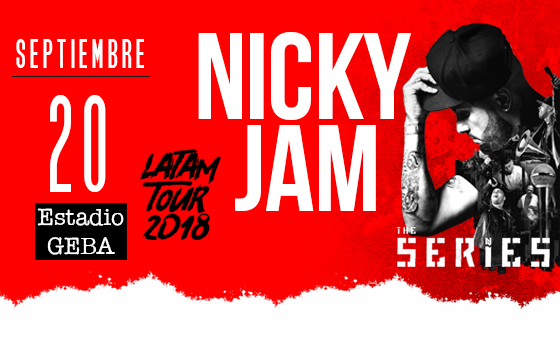 SEPTIEMBRE
20
Estadio
GEBA
LATAM
TOUR
2018
NICKY
JAM
THE
SERIES